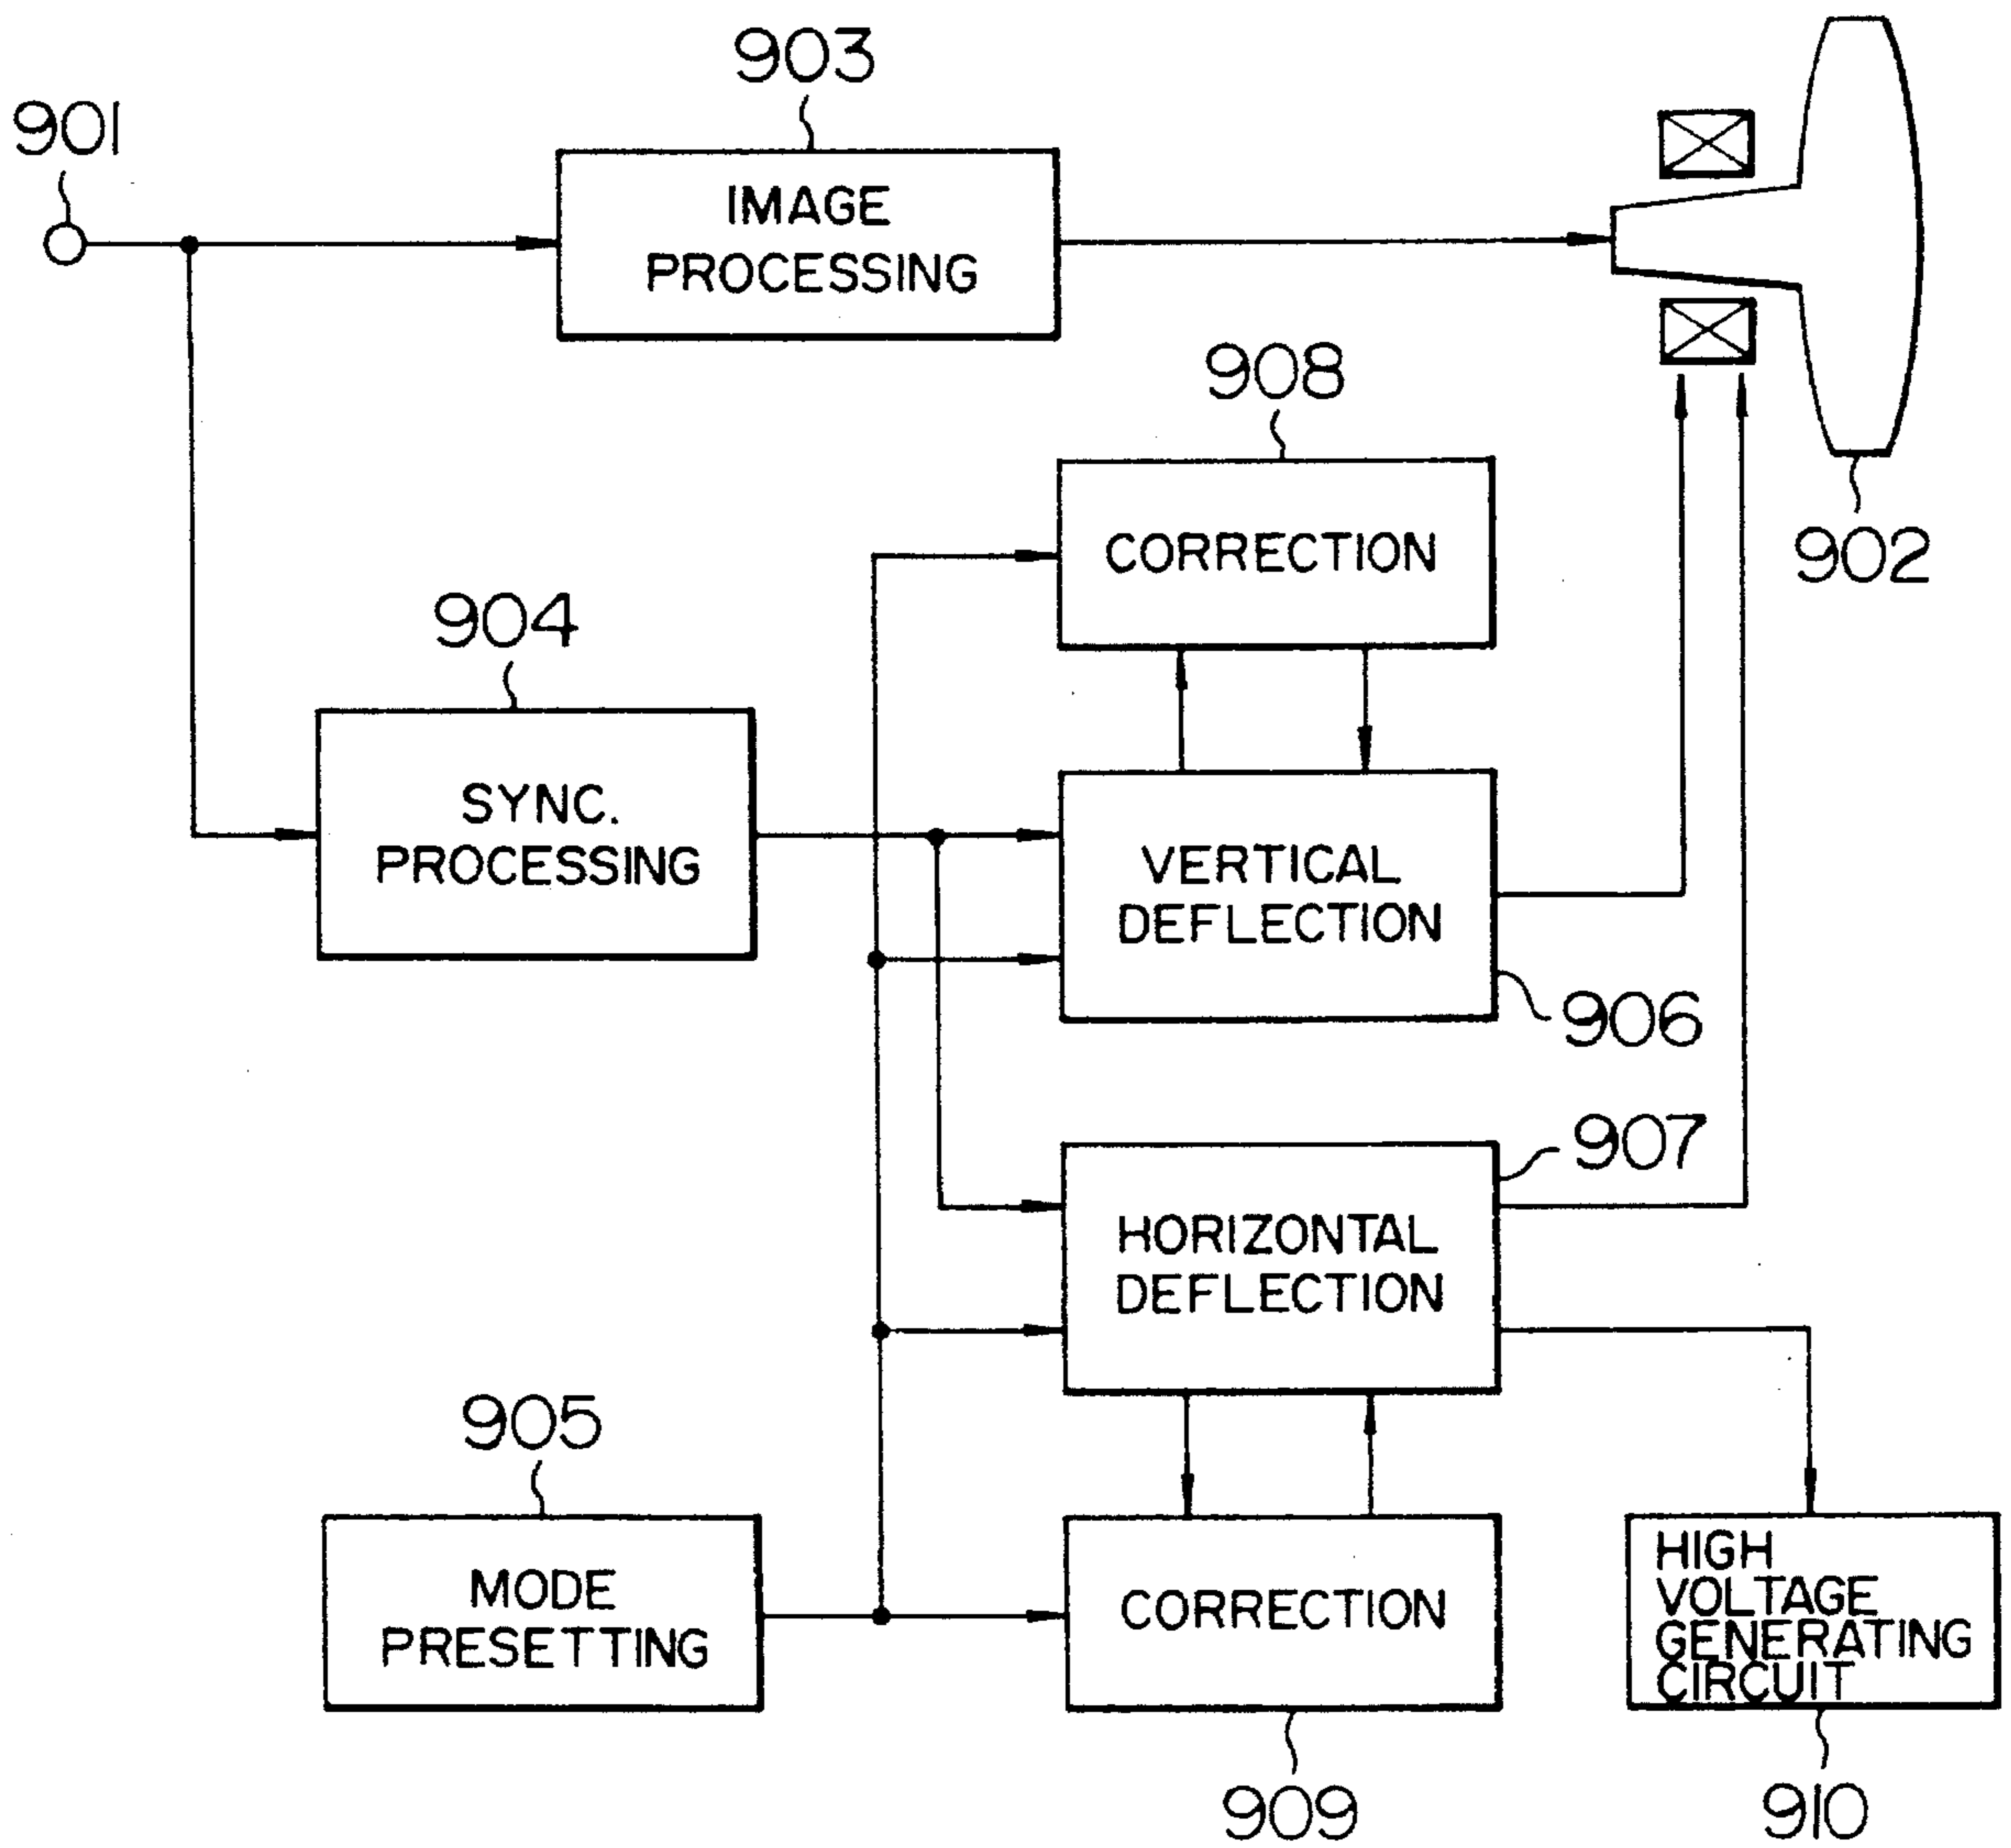 903
901
IMAGE
PROCESSING
908
CORRECTION
902
904
SYNC.
PROCESSING
VERTICAL
DEFLECTION
906
907
HORIZONTAL
DEFLECTION
905
MODE
PRESETTING
CORRECTION
HIGH
VOLTAGE
GENERATING
CIRCUIT
909
910